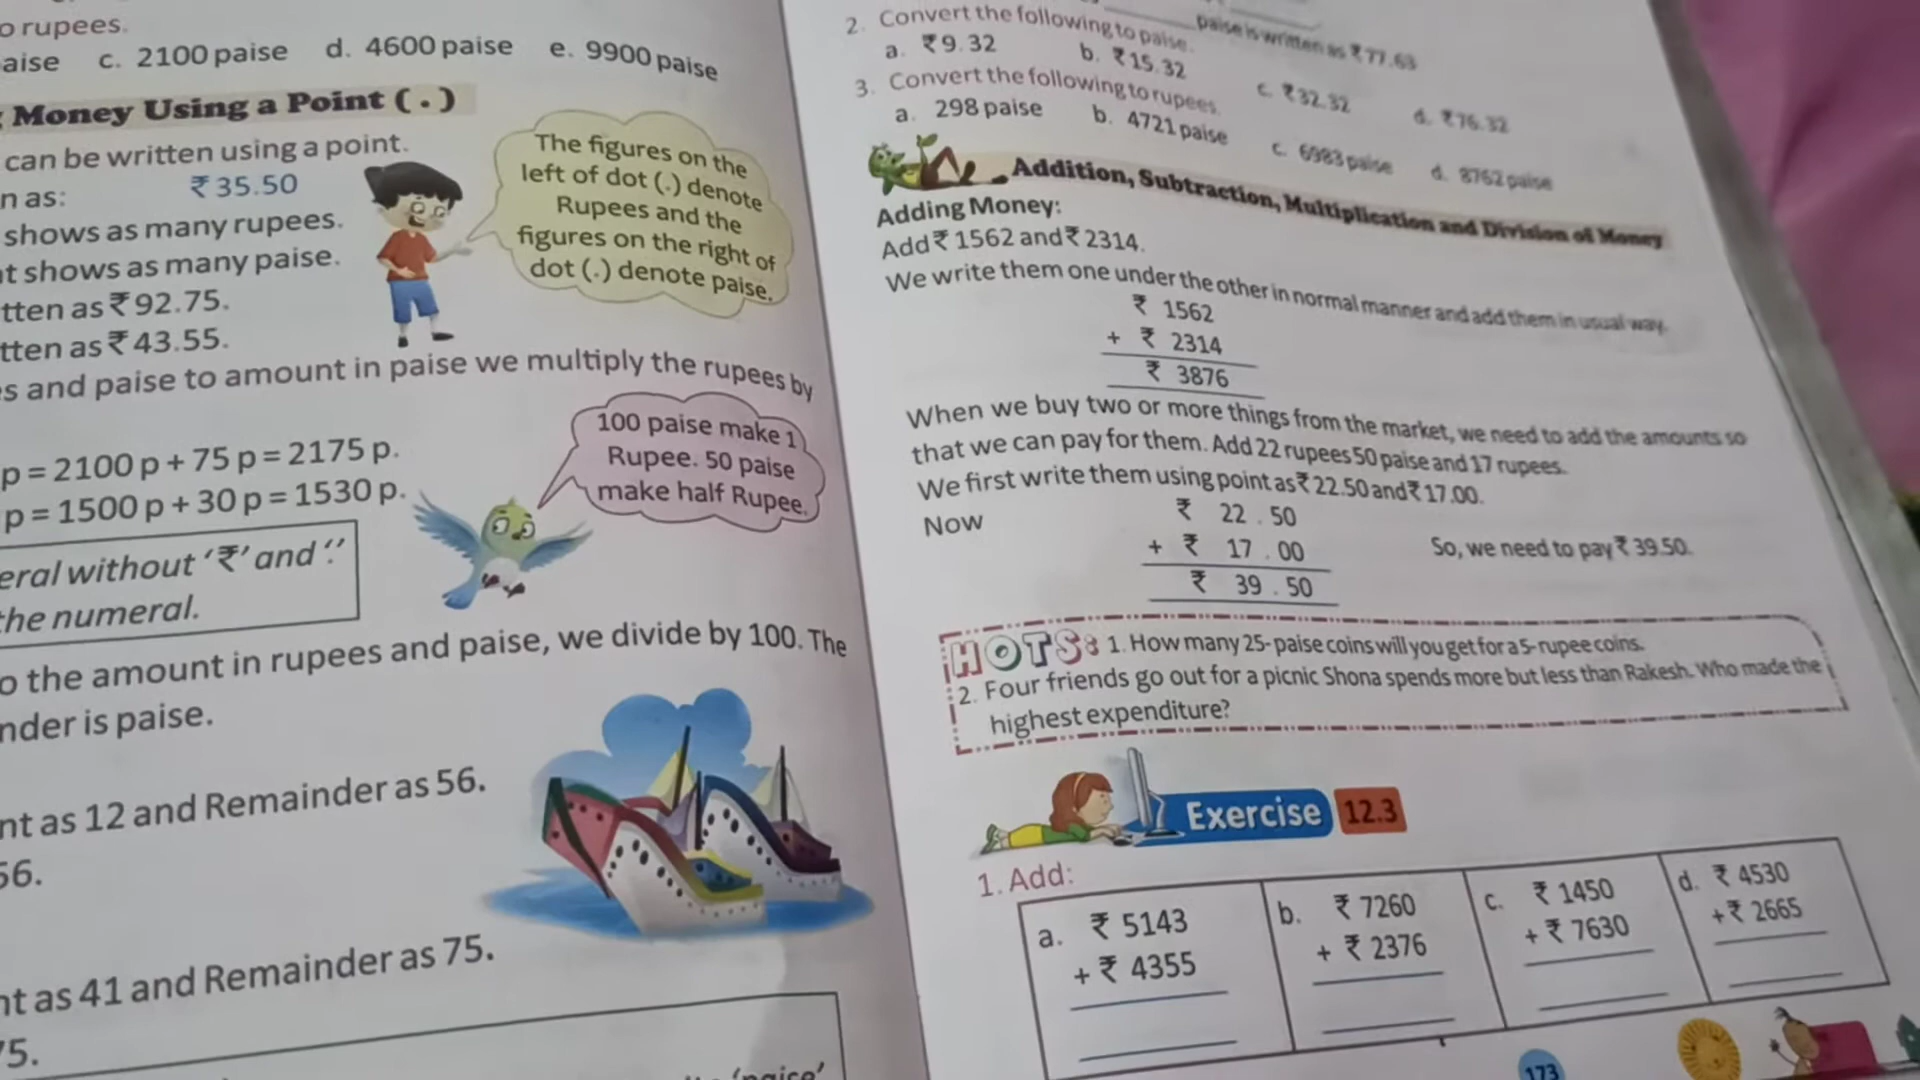 o rupees.
aise c. 2100 paise d. 4600 paise e. 9900 paise
Money Using a Point ( . )
can be written using a point.
n as: ₹ 35.50
shows as many rupees.
t shows as many paise.
tten as ₹ 92.75.
tten as ₹ 43.55.
The figures on the
left of dot (.) denote
Rupees and the
figures on the right of
dot (.) denote paise.
s and paise to amount in paise we multiply the rupees by
100 paise make 1
Rupee. 50 paise
make half Rupee.
p = 2100 p + 75 p = 2175 p.
p = 1500 p + 30 p = 1530 p.
eral without ‘₹’ and ‘.’
the numeral.
o the amount in rupees and paise, we divide by 100. The
nder is paise.
nt as 12 and Remainder as 56.
56.
nt as 41 and Remainder as 75.
75.
‘paise’
paise is written as ₹ 77.63
2. Convert the following to paise.
a. ₹ 9.32 b. ₹ 15.32 c. ₹ 32.32 d. ₹ 76.32
3. Convert the following to rupees.
a. 298 paise b. 4721 paise c. 6983 paise d. 8762 paise
Addition, Subtraction, Multiplication and Division of Money
Adding Money:
Add ₹ 1562 and ₹ 2314.
We write them one under the other in normal manner and add them in usual way.
₹ 1562
+ ₹ 2314
₹ 3876
When we buy two or more things from the market, we need to add the amounts so
that we can pay for them. Add 22 rupees 50 paise and 17 rupees.
We first write them using point as ₹ 22.50 and ₹ 17.00.
Now ₹ 22 . 50
+ ₹ 17 . 00 So, we need to pay ₹ 39.50.
₹ 39 . 50
HOTS: 1. How many 25- paise coins will you get for a 5-rupee coins.
2. Four friends go out for a picnic Shona spends more but less than Rakesh. Who made the
highest expenditure?
Exercise 12.3
1. Add:
a. ₹ 5143 b. ₹ 7260 c. ₹ 1450 d. ₹ 4530
+ ₹ 4355 + ₹ 2376 + ₹ 7630 + ₹ 2665
173